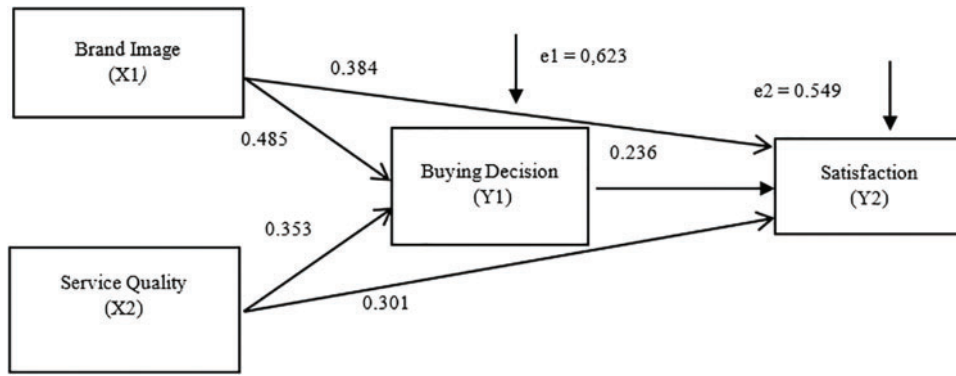 Brand Image
(X1)
0.384
e1 = 0,623
e2 = 0.549
0.485
Buying Decision
(Y1)
0.236
Satisfaction
(Y2)
0.353
Service Quality
(X2)
0.301